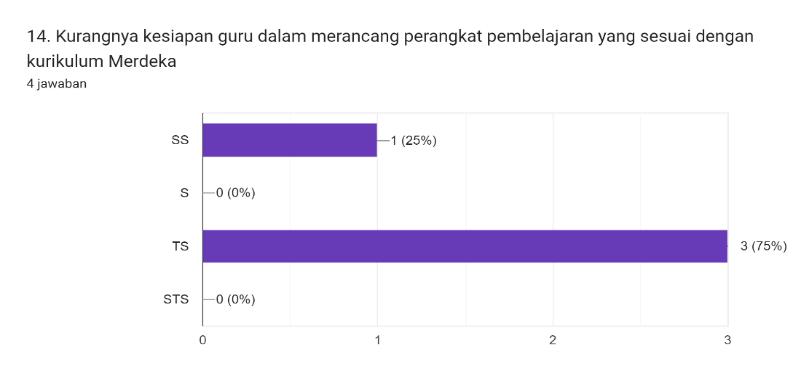 14. Kurangnya kesiapan guru dalam merancang perangkat pembelajaran yang sesuai dengan
kurikulum Merdeka
4 jawaban
SS
1 (25%)
S
0 (0%)
TS
3 (75%)
STS
0 (0%)
0
1
2
3